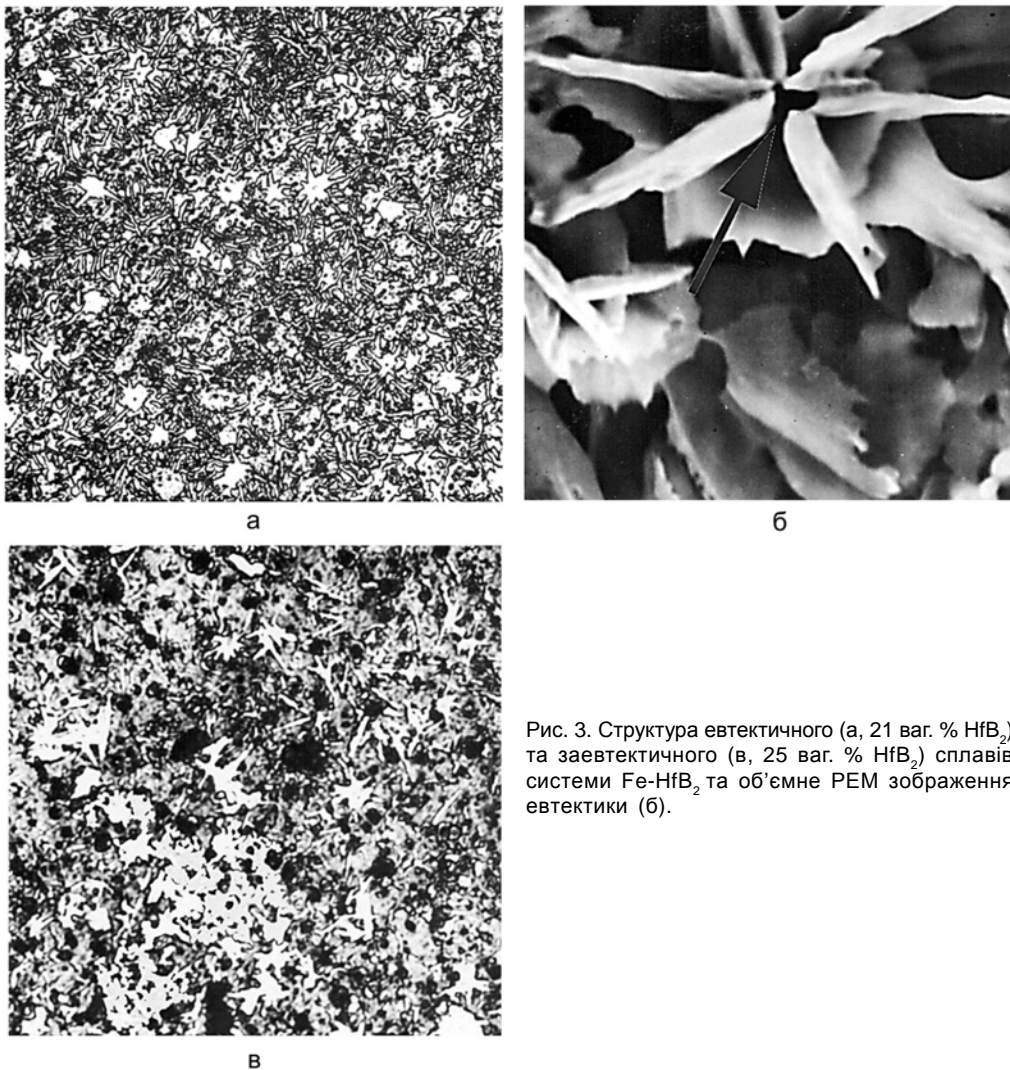 а
б
в
Рис. 3. Структура евтектичного (а, 21 ваг. % HfB₂)
та заевтектичного (в, 25 ваг. % HfB₂) сплавів
системи Fe-HfB₂ та об’ємне РЕМ зображення
евтектики (б).